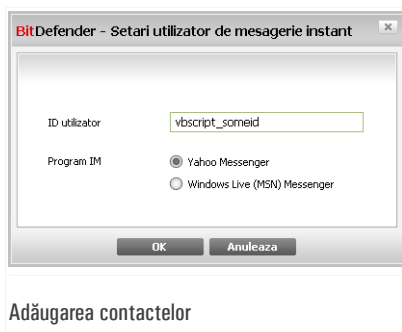 BitDefender - Setari utilizator de mesagerie instant
ID utilizator vbscript_someid
Program IM Yahoo Messenger
Windows Live (MSN) Messenger
OK Anuleaza
Adăugarea contactelor